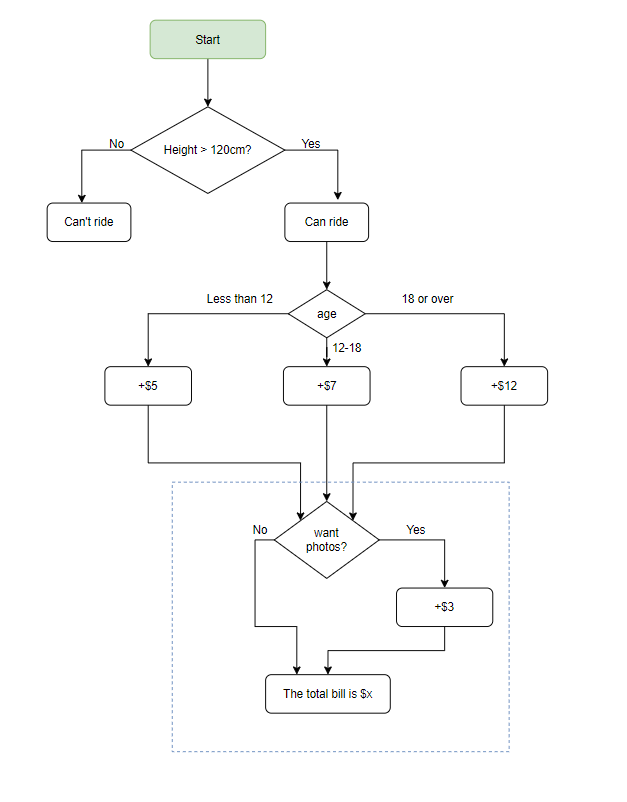 Start
Height > 120cm?
No
Yes
Can't ride
Can ride
Less than 12
age
18 or over
12-18
+$5
+$7
+$12
want
photos?
No
Yes
+$3
The total bill is $x